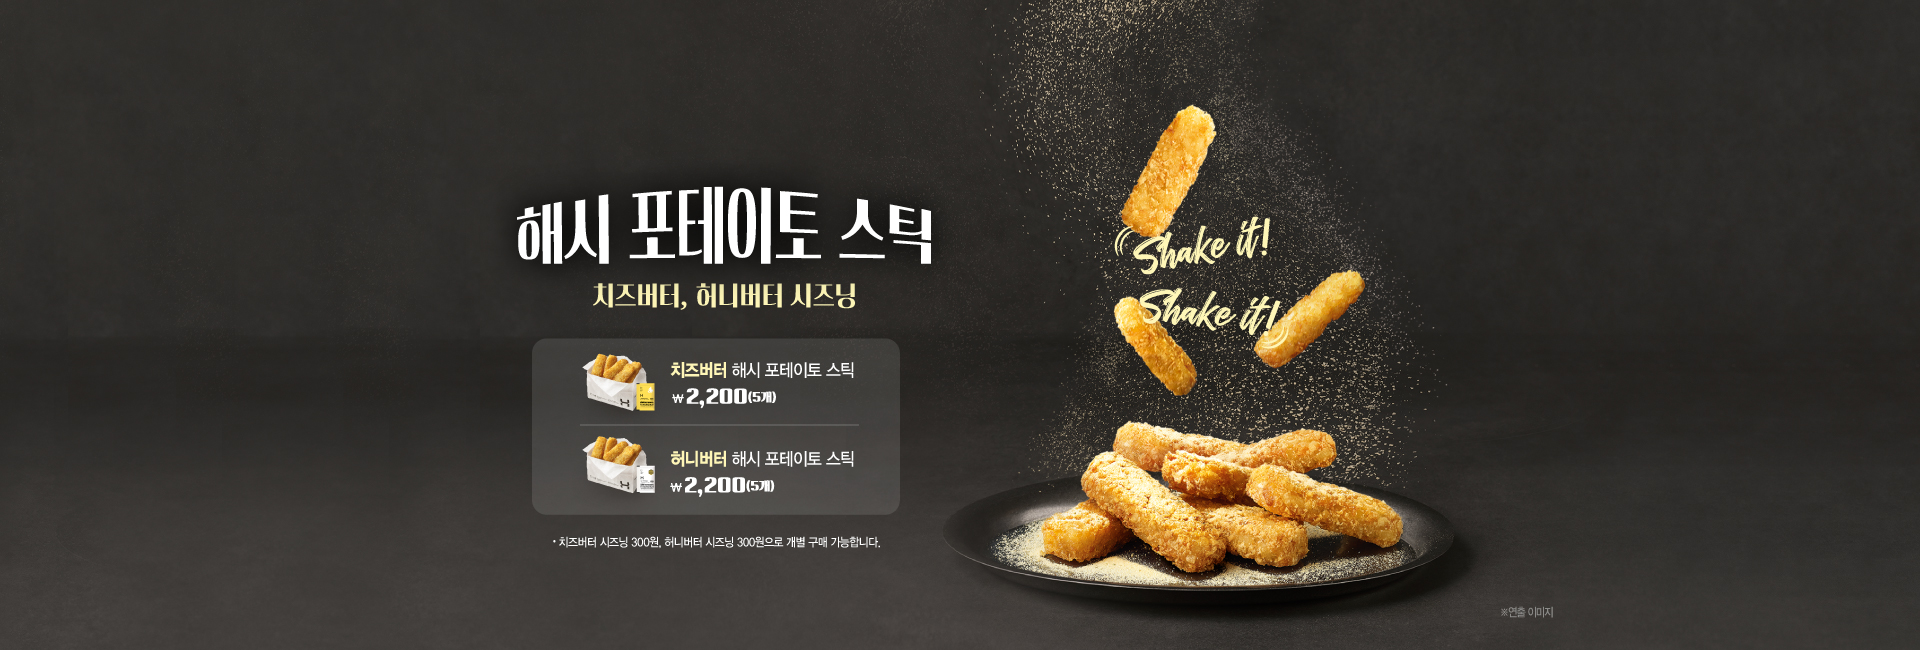 해시 포테이토 스틱
치즈버터, 허니버터 시즈닝
치즈버터 해시 포테이토 스틱
₩ 2,200(5개)
허니버터 해시 포테이토 스틱
₩ 2,200(5개)
• 치즈버터 시즈닝 300원, 허니버터 시즈닝 300원으로 개별 구매 가능합니다.
Shake it!
Shake it!
※연출 이미지